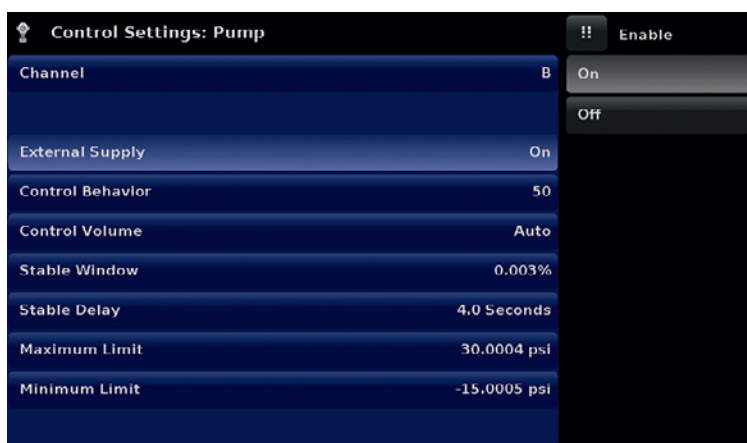 Control Settings: Pump
!! Enable
Channel B
On
Off
External Supply On
Control Behavior 50
Control Volume Auto
Stable Window 0.003%
Stable Delay 4.0 Seconds
Maximum Limit 30.0004 psi
Minimum Limit -15.0005 psi